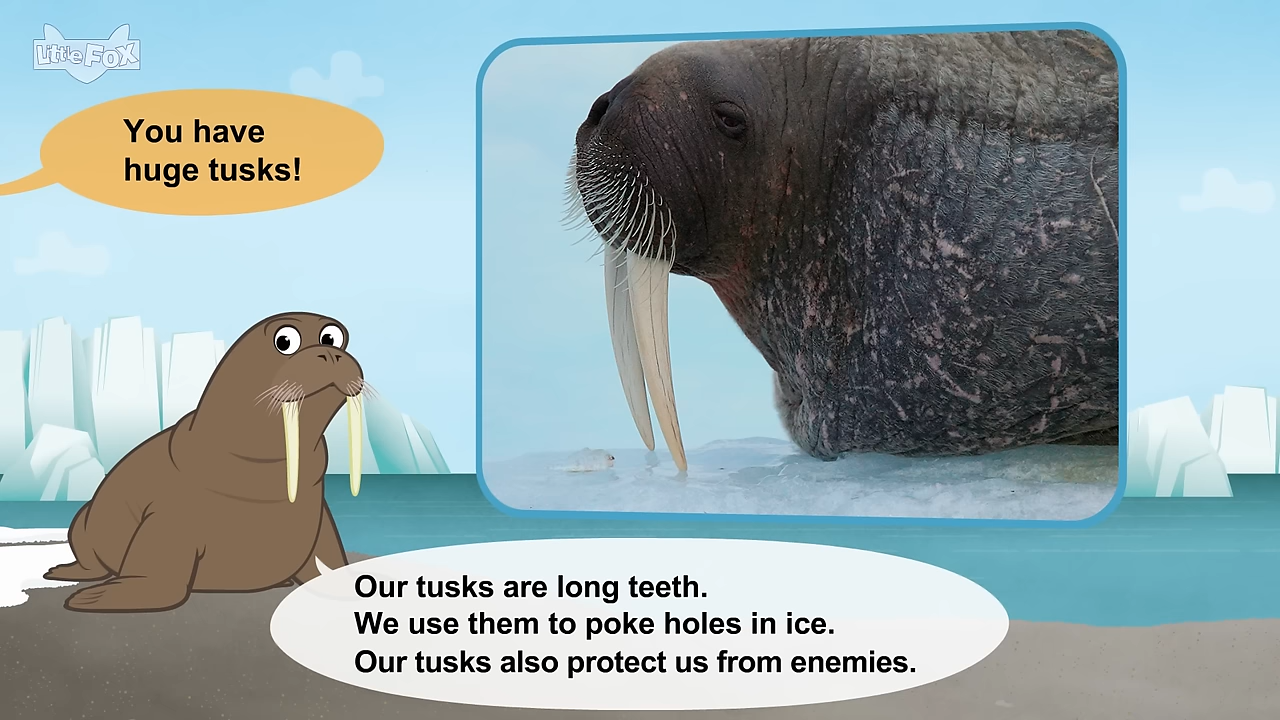 Little Fox
You have
huge tusks!
Our tusks are long teeth.
We use them to poke holes in ice.
Our tusks also protect us from enemies.